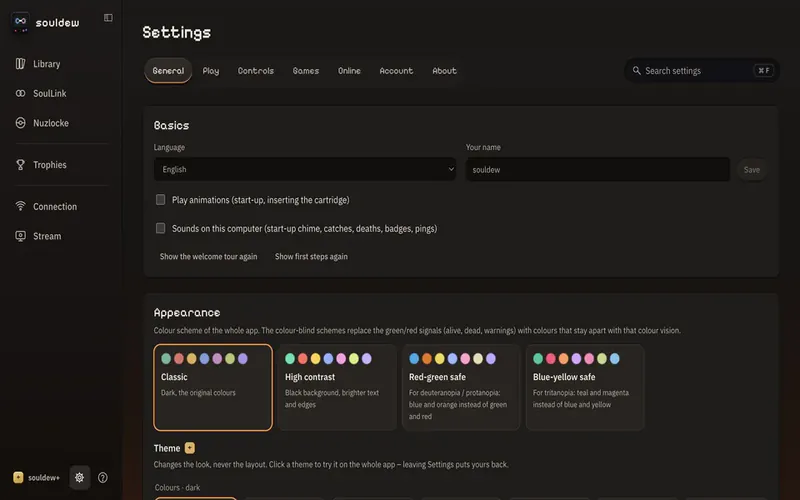 souldew
Settings
Library
SoulLink
Nuzlocke
Trophies
Connection
Stream
souldew+
General
Play
Controls
Games
Online
Account
About
Search settings
⌘ F
Basics
Language
Your name
English
souldew
Save
Play animations (start-up, inserting the cartridge)
Sounds on this computer (start-up chime, catches, deaths, badges, pings)
Show the welcome tour again
Show first steps again
Appearance
Colour scheme of the whole app. The colour-blind schemes replace the green/red signals (alive, dead, warnings) with colours that stay apart with that colour vision.
Classic
Dark, the original colours
High contrast
Black background, brighter text
and edges
Red-green safe
For deuteranopia / protanopia:
blue and orange instead of green
and red
Blue-yellow safe
For tritanopia: teal and magenta
instead of blue and yellow
Theme
Changes the look, never the layout. Click a theme to try it on the whole app – leaving Settings puts yours back.
Colours · dark